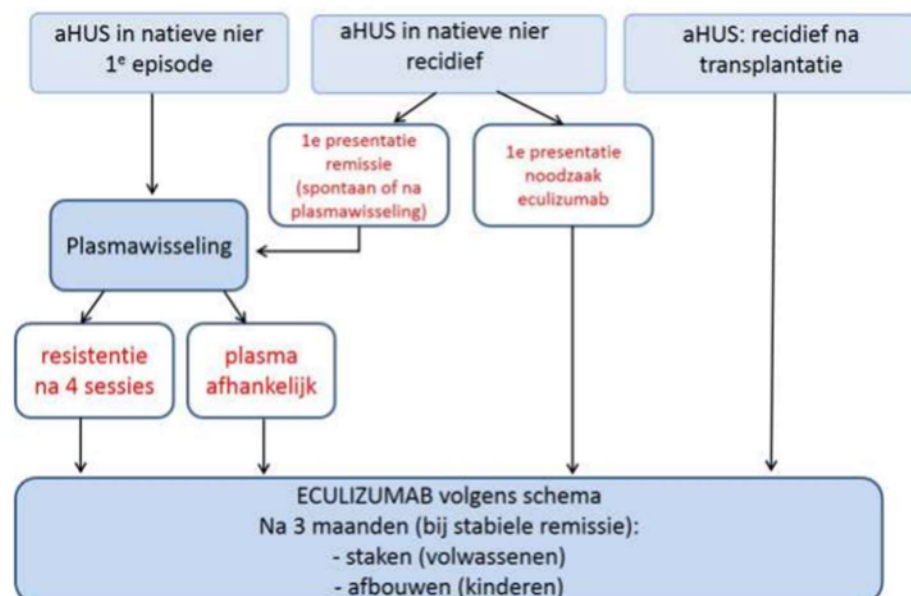 aHUS in natieve nier
1e episode
aHUS in natieve nier
recidief
aHUS: recidief na
transplantatie
1e presentatie
remissie
(spontaan of na
plasmawisseling)
1e presentatie
noodzaak
eculizumab
Plasmawisseling
resistentie
na 4 sessies
plasma
afhankelijk
ECULIZUMAB volgens schema
Na 3 maanden (bij stabiele remissie):
- staken (volwassenen)
- afbouwen (kinderen)